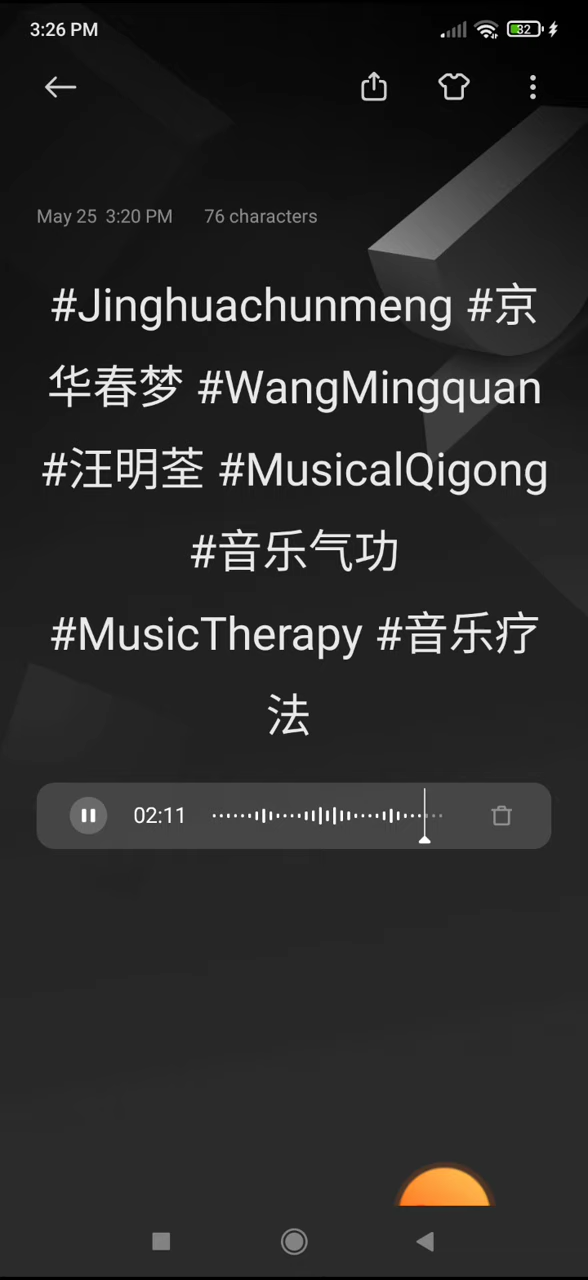 3:26 PM
82
May 25 3:20 PM 76 characters
#Jinghuachunmeng #京
华春梦 #WangMingquan
#汪明荃 #MusicalQigong
#音乐气功
#MusicTherapy #音乐疗
法
02:11